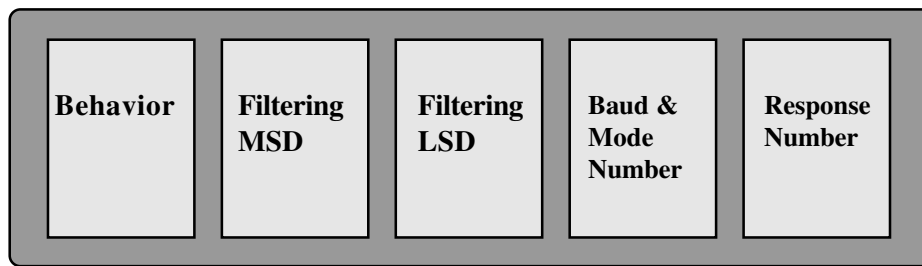 Behavior
Filtering
MSD
Filtering
LSD
Baud &
Mode
Number
Response
Number